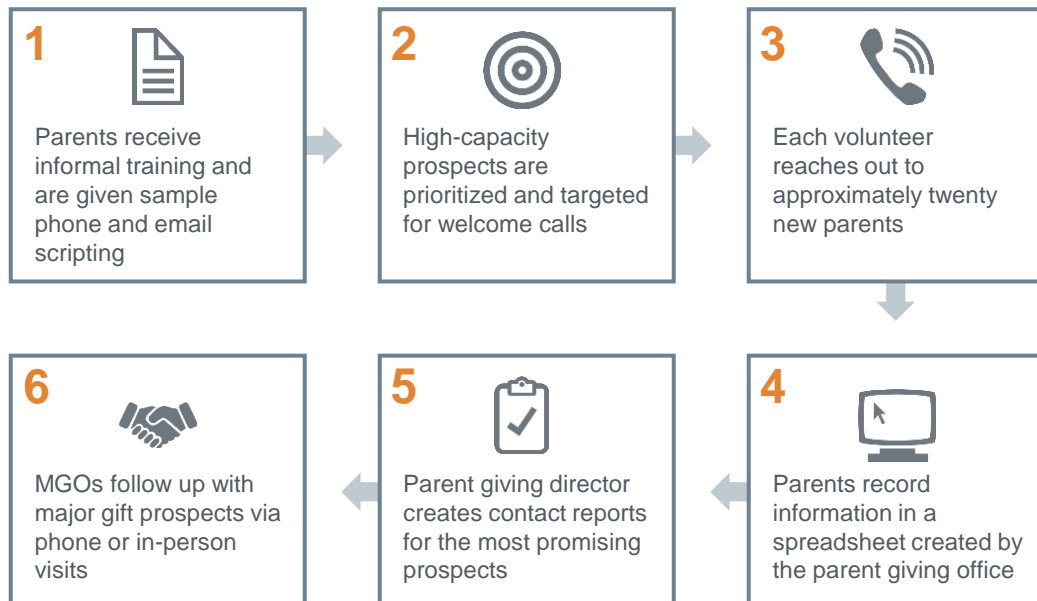 1
Parents receive
informal training and
are given sample
phone and email
scripting
2
High-capacity
prospects are
prioritized and targeted
for welcome calls
3
Each volunteer
reaches out to
approximately twenty
new parents
4
Parents record
information in a
spreadsheet created by
the parent giving office
5
Parent giving director
creates contact reports
for the most promising
prospects
6
MGOs follow up with
major gift prospects via
phone or in-person
visits